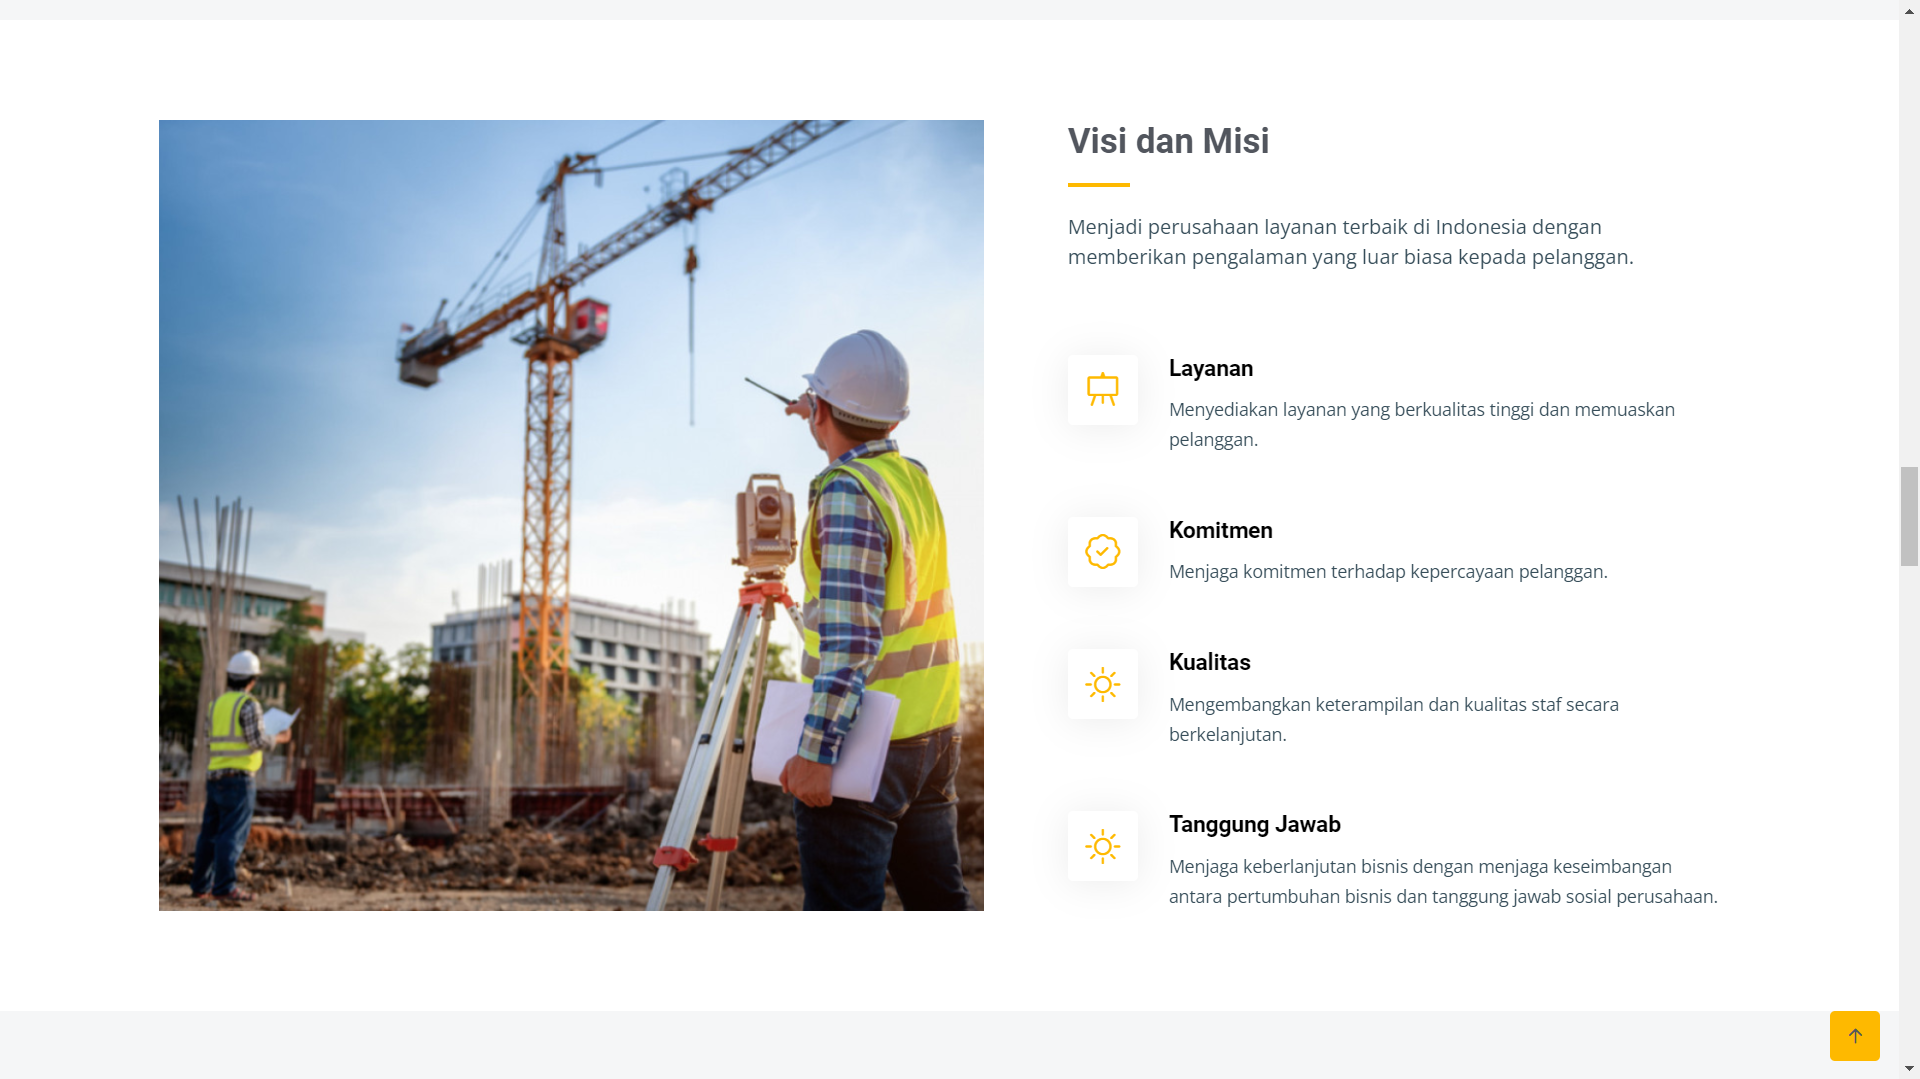 Visi dan Misi
Menjadi perusahaan layanan terbaik di Indonesia dengan
memberikan pengalaman yang luar biasa kepada pelanggan.
Layanan
Menyediakan layanan yang berkualitas tinggi dan memuaskan
pelanggan.
Komitmen
Menjaga komitmen terhadap kepercayaan pelanggan.
Kualitas
Mengembangkan keterampilan dan kualitas staf secara
berkelanjutan.
Tanggung Jawab
Menjaga keberlanjutan bisnis dengan menjaga keseimbangan
antara pertumbuhan bisnis dan tanggung jawab sosial perusahaan.